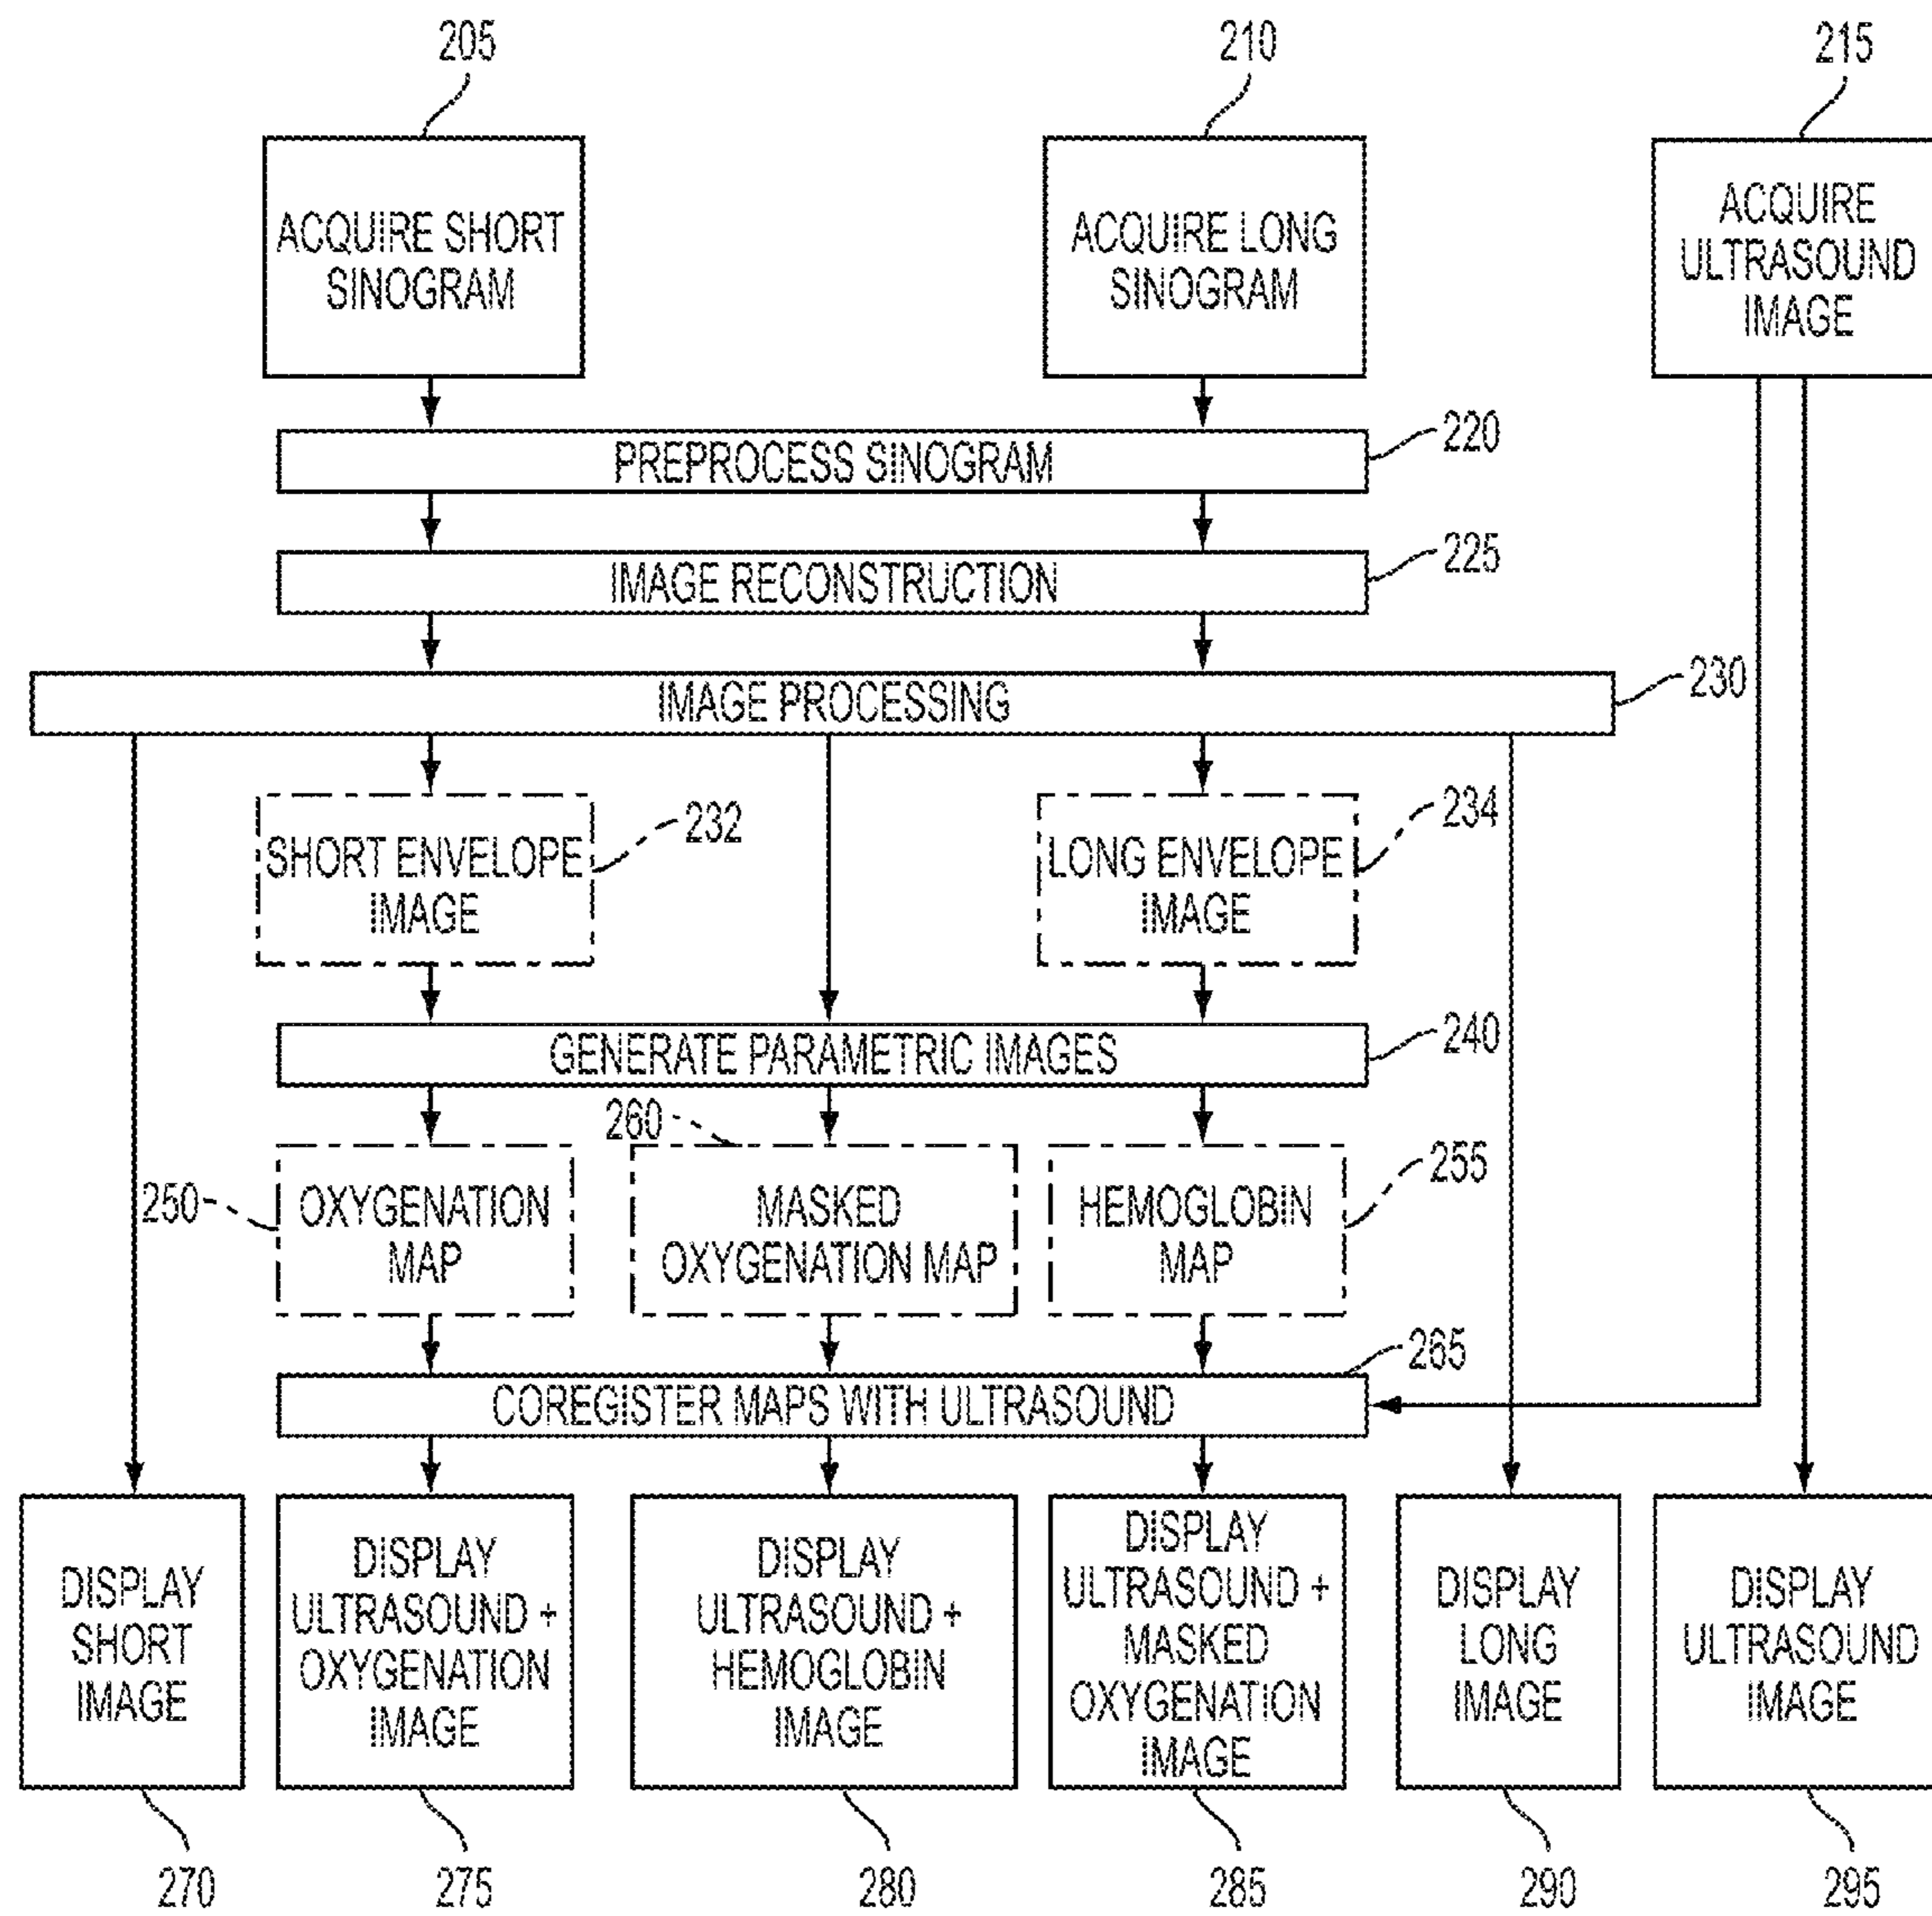 205
210
215
ACQUIRE SHORT
SINOGRAM
ACQUIRE LONG
SINOGRAM
ACQUIRE
ULTRASOUND
IMAGE
PREPROCESS SINOGRAM
220
IMAGE RECONSTRUCTION
225
IMAGE PROCESSING
230
SHORT ENVELOPE
IMAGE
232
LONG ENVELOPE
IMAGE
234
GENERATE PARAMETRIC IMAGES
240
250
OXYGENATION
MAP
260
MASKED
OXYGENATION MAP
HEMOGLOBIN
MAP
255
COREGISTER MAPS WITH ULTRASOUND
265
DISPLAY
SHORT
IMAGE
DISPLAY
ULTRASOUND +
OXYGENATION
IMAGE
DISPLAY
ULTRASOUND +
HEMOGLOBIN
IMAGE
DISPLAY
ULTRASOUND +
MASKED
OXYGENATION
IMAGE
DISPLAY
LONG
IMAGE
DISPLAY
ULTRASOUND
IMAGE
270
275
280
285
290
295